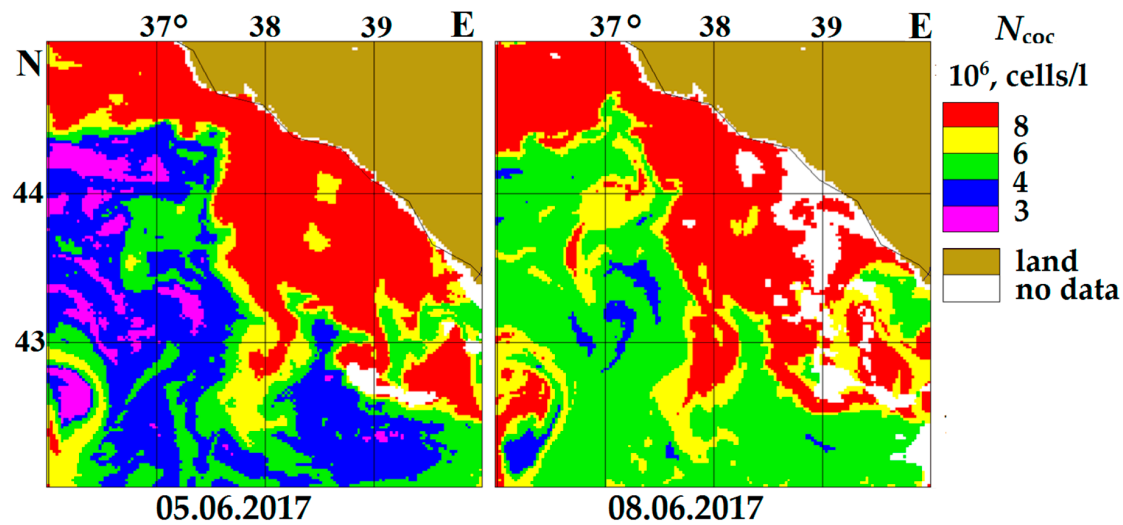 37° 38 39 E
37° 38 39 E
N
44
43
05.06.2017
08.06.2017
Ncoc
10⁶, cells/l
8
6
4
3
land
no data